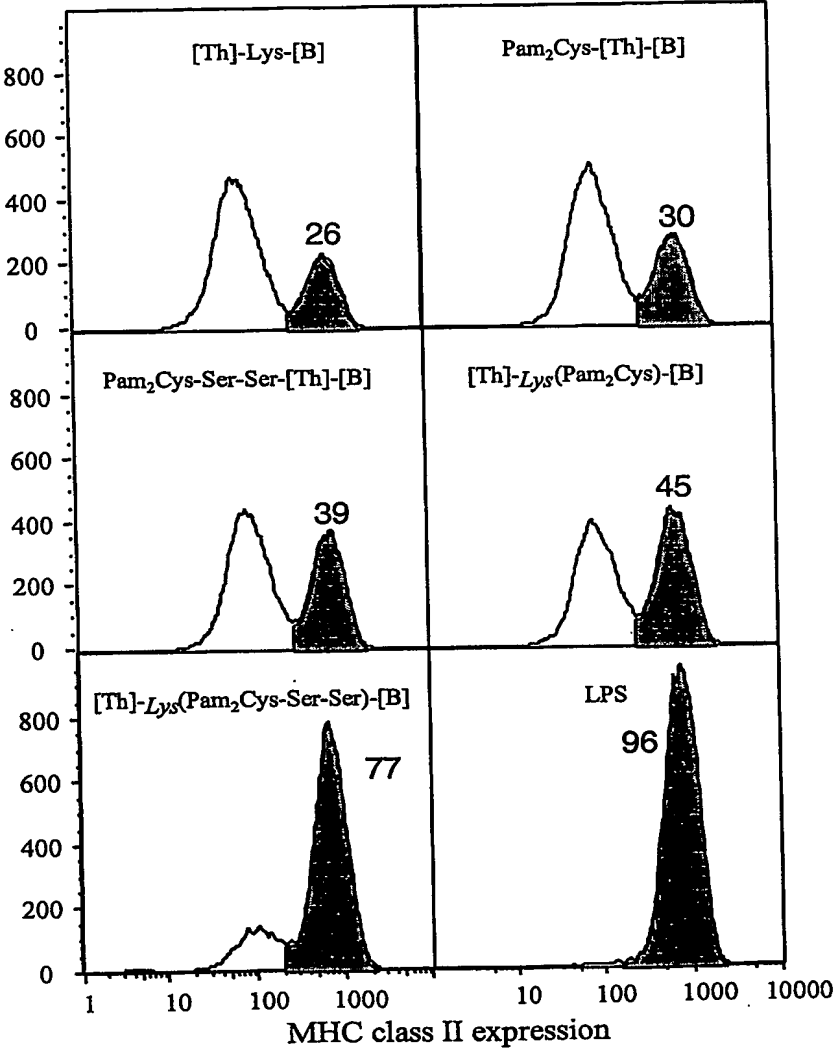 [Th]-Lys-[B]
Pam₂Cys-[Th]-[B]
800
600
400
200
0
26
30
Pam₂Cys-Ser-Ser-[Th]-[B]
[Th]-Lys(Pam₂Cys)-[B]
800
600
400
200
0
39
45
[Th]-Lys(Pam₂Cys-Ser-Ser)-[B]
LPS
800
600
400
200
0
77
96
1 10 100 1000 10 100 1000 10000
MHC class II expression